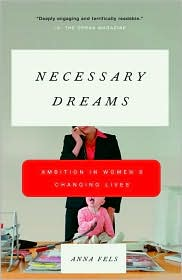 "Deeply engaging and terrifically readable."
—O, THE OPRAH MAGAZINE
NECESSARY
DREAMS
AMBITION IN WOMEN'S
CHANGING LIVES
ANNA FELS